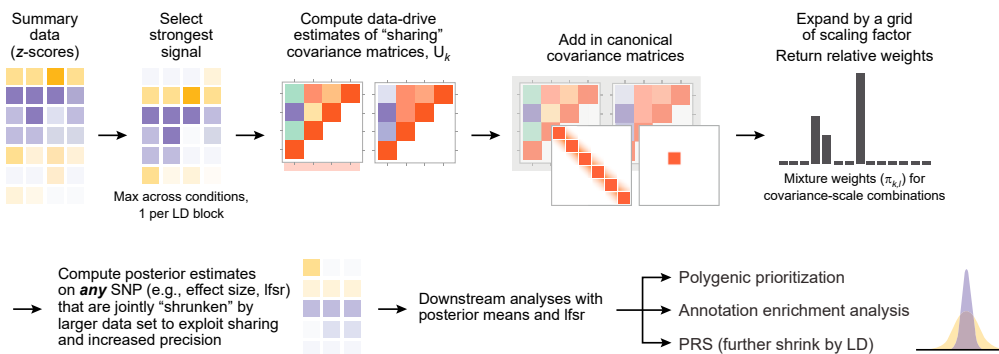 Summary
data
(z-scores)
Select
strongest
signal
Max across conditions,
1 per LD block
Compute data-drive
estimates of “sharing”
covariance matrices, Uk
Add in canonical
covariance matrices
Expand by a grid
of scaling factor
Return relative weights
Mixture weights (πk,l) for
covariance-scale combinations
Compute posterior estimates
on any SNP (e.g., effect size, lfsr)
that are jointly “shrunken” by
larger data set to exploit sharing
and increased precision
Downstream analyses with
posterior means and lfsr
Polygenic prioritization
Annotation enrichment analysis
PRS (further shrink by LD)